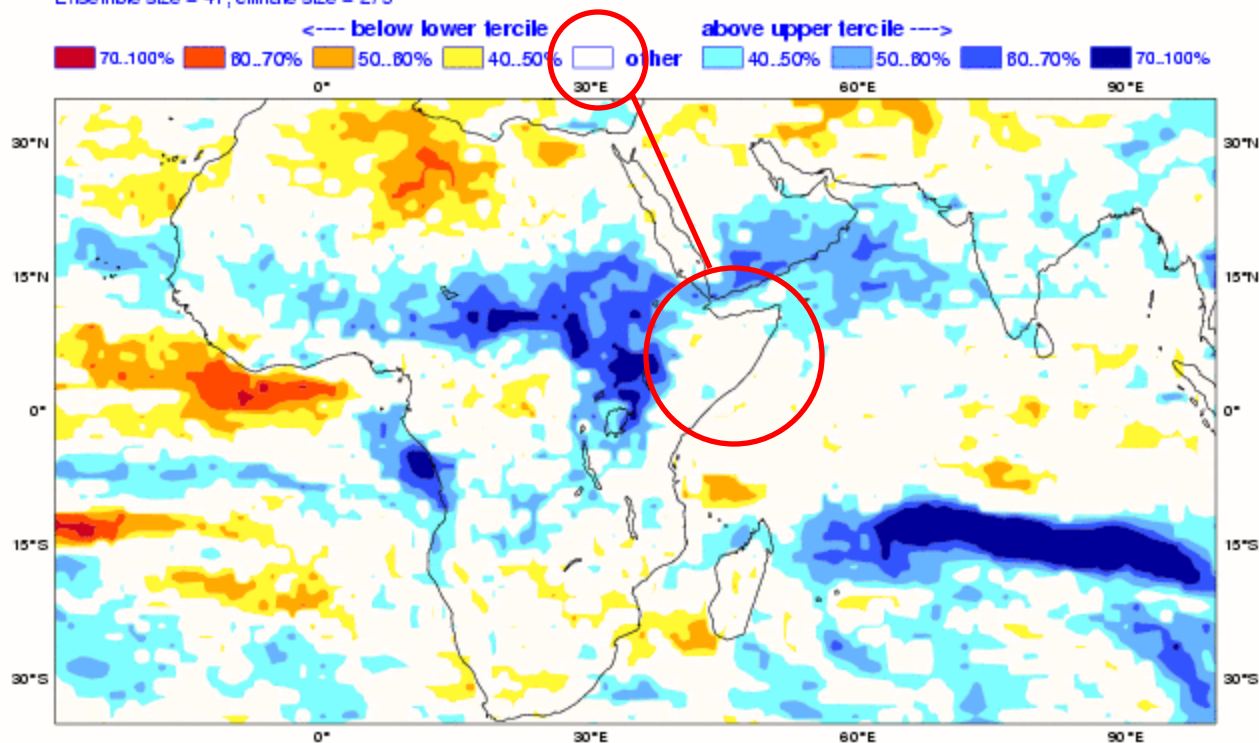 <---- below lower tercile above upper tercile ---->
70..100% 60..70% 50..60% 40..50% other 40..50% 50..60% 60..70% 70..100%
0° 30°E 60°E 90°E
30°N 30°N
15°N 15°N
0° 0°
15°S 15°S
30°S 30°S
0° 30°E 60°E 90°E